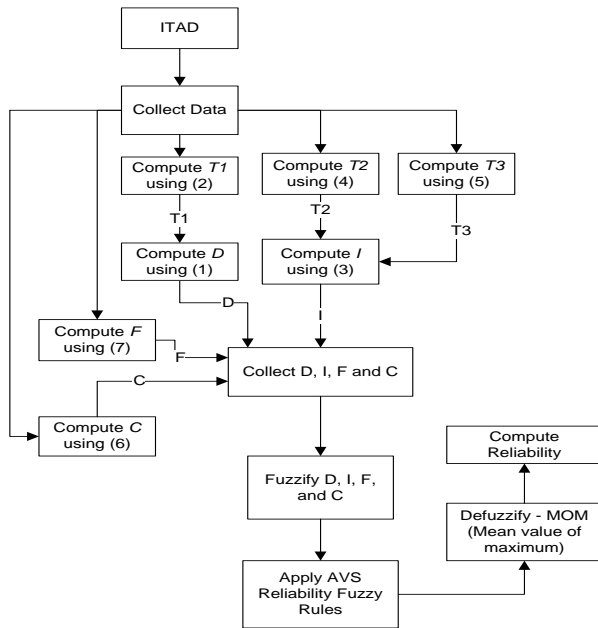 ITAD
Collect Data
Compute T1
using (2)
Compute T2
using (4)
Compute T3
using (5)
T1
T2
T3
Compute D
using (1)
Compute I
using (3)
D
I
Compute F
using (7)
F
Collect D, I, F and C
C
Compute C
using (6)
Compute
Reliability
Fuzzify D, I, F,
and C
Defuzzify - MOM
(Mean value of
maximum)
Apply AVS
Reliability Fuzzy
Rules